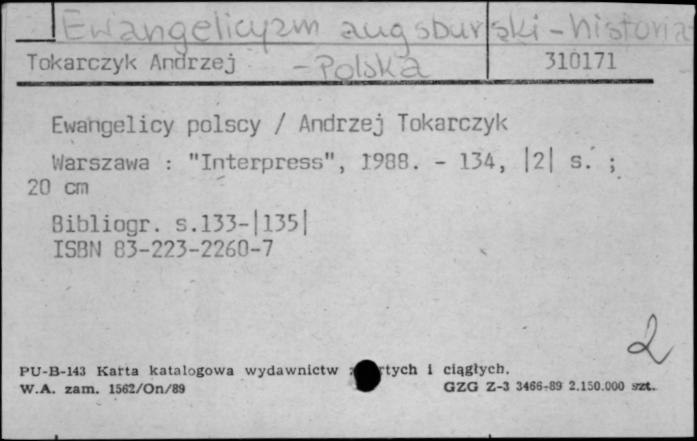 Ewangelicyzm augsburski - historia
Tokarczyk Andrzej - Polska 310171
Ewangelicy polscy / Andrzej Tokarczyk
Warszawa : "Interpress", 1988. - 134, |2| s. ;
20 cm
Bibliogr. s.133-|135|
ISBN 83-223-2260-7
2
PU-B-143 Karta katalogowa wydawnictw i ciągłych.
W.A. zam. 1562/On/89 GZG Z-3 3466-89 2.150.000 szt.